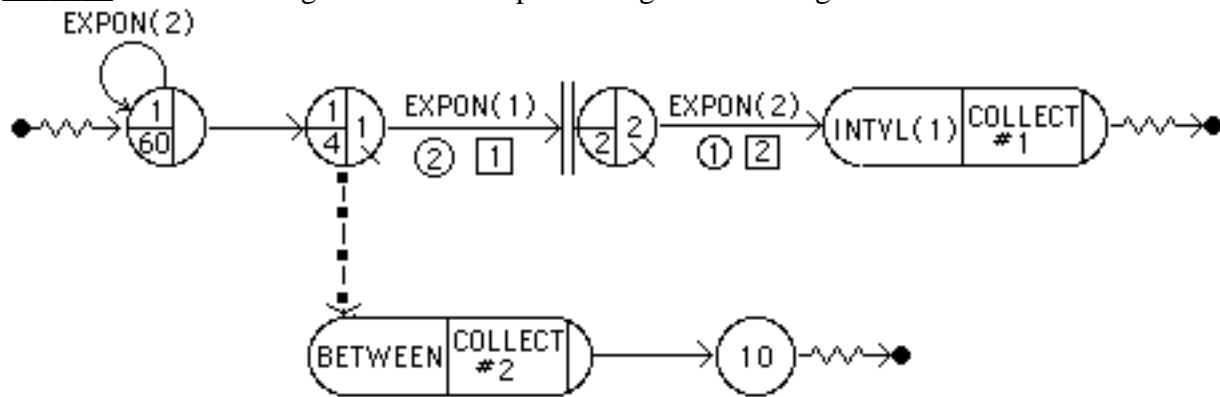 EXPON(2)
1
60
1
4
1
EXPON(1)
2
1
2
2
EXPON(2)
1
2
INTVL(1)
COLLECT
#1
BETWEEN
COLLECT
#2
10